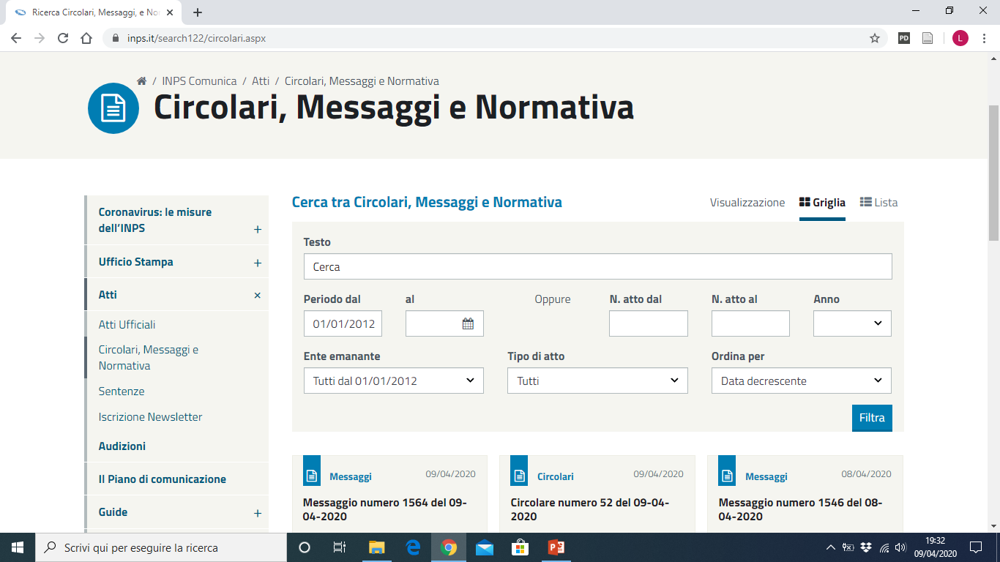 Ricerca Circolari, Messaggi, e No
inps.it/search122/circolari.aspx
PD
L
/ INPS Comunica / Atti / Circolari, Messaggi e Normativa
Circolari, Messaggi e Normativa
Coronavirus: le misure
dell'INPS +
Ufficio Stampa +
Atti ×
Atti Ufficiali
Circolari, Messaggi e
Normativa
Sentenze
Iscrizione Newsletter
Audizioni
Il Piano di comunicazione
Guide +
Cerca tra Circolari, Messaggi e Normativa
Visualizzazione Griglia Lista
Testo
Cerca
Periodo dal al Oppure N. atto dal N. atto al Anno
01/01/2012
Ente emanante Tipo di atto Ordina per
Tutti dal 01/01/2012 Tutti Data decrescente
Filtra
Messaggi 09/04/2020
Messaggio numero 1564 del 09-
04-2020
Circolari 09/04/2020
Circolare numero 52 del 09-04-
2020
Messaggi 08/04/2020
Messaggio numero 1546 del 08-
04-2020
Scrivi qui per eseguire la ricerca
19:32
09/04/2020